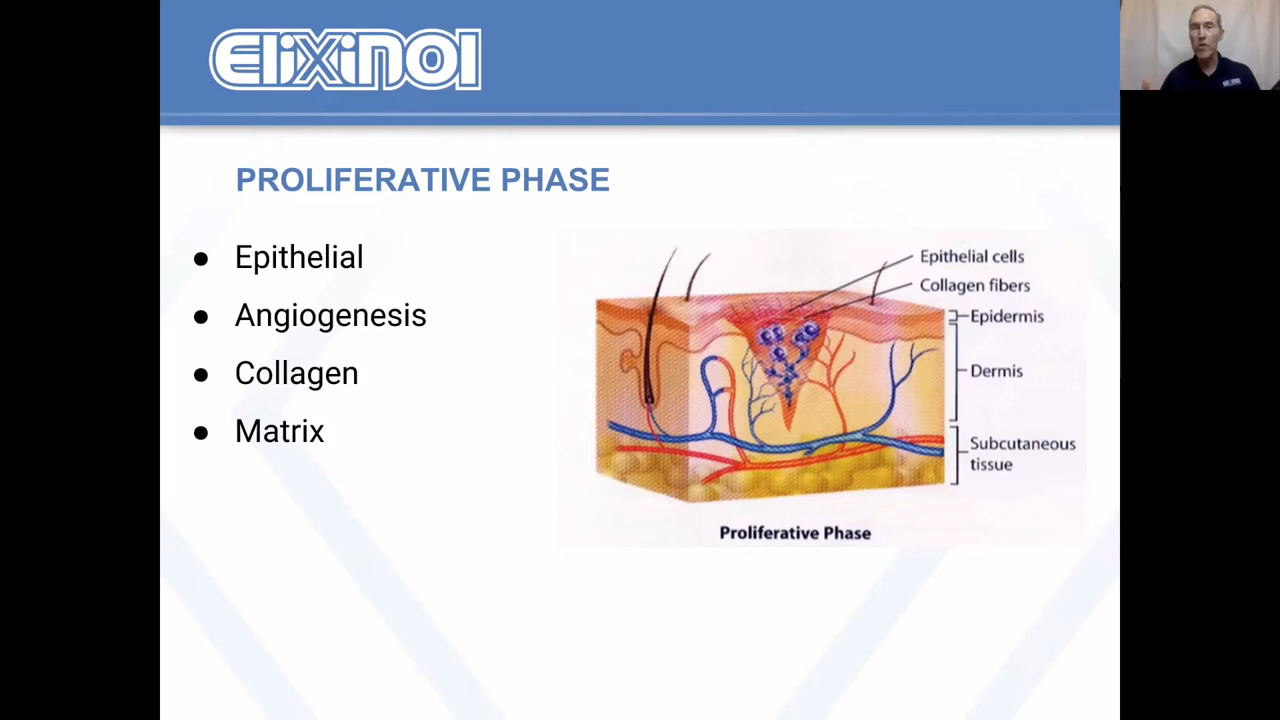 Elixinol
PROLIFERATIVE PHASE
● Epithelial
● Angiogenesis
● Collagen
● Matrix
Epithelial cells
Collagen fibers
Epidermis
Dermis
Subcutaneous
tissue
Proliferative Phase